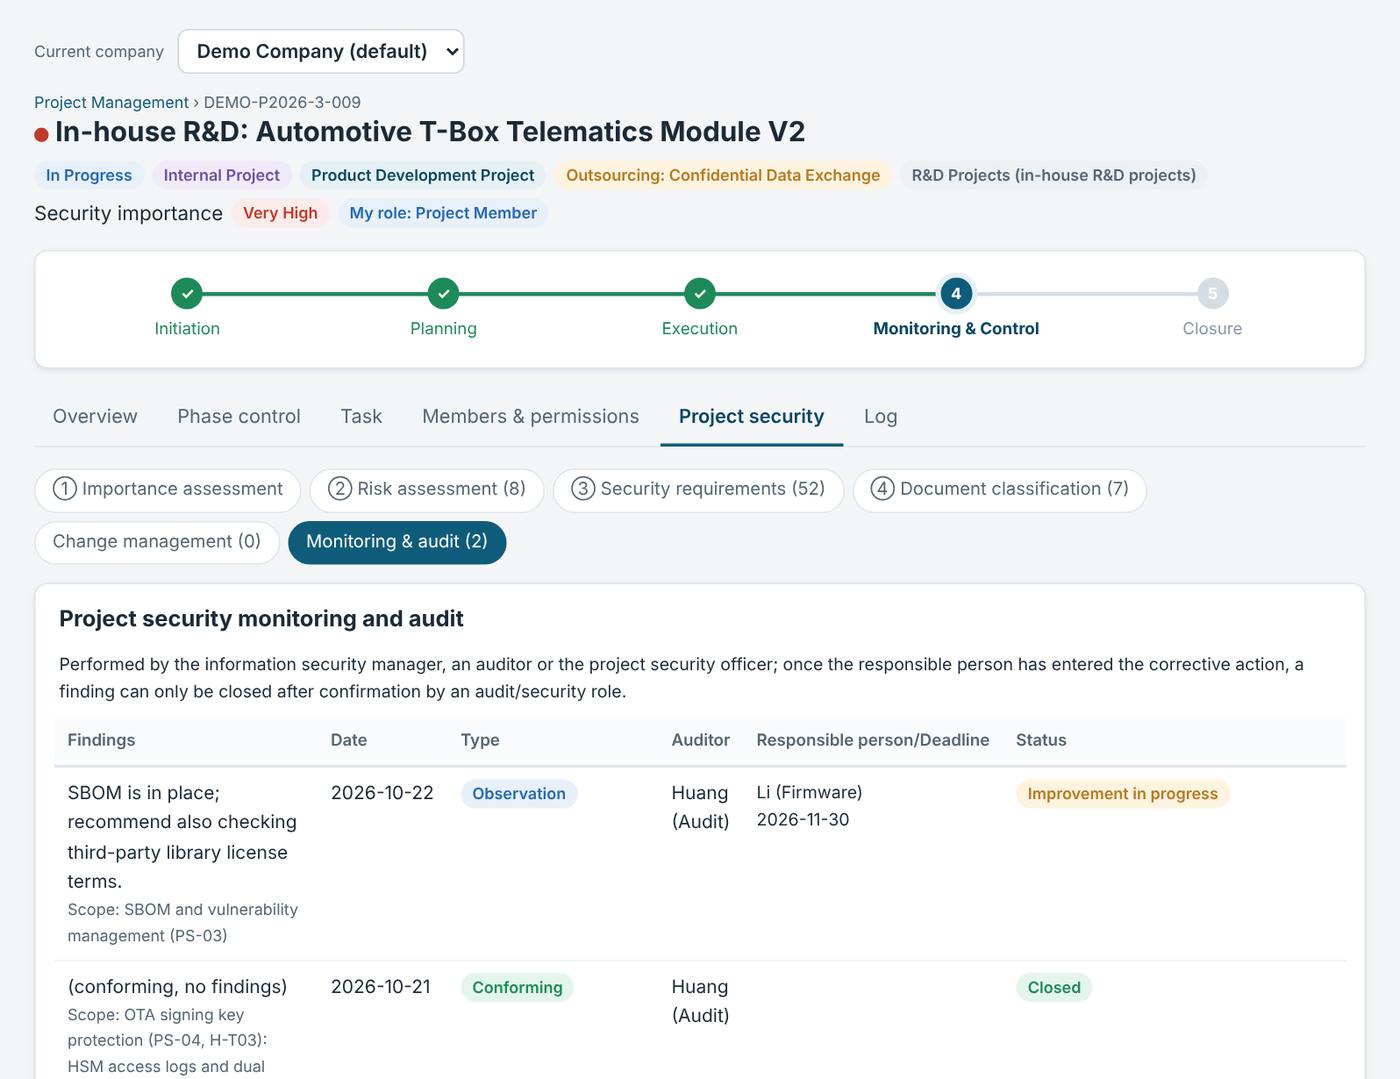 Current company Demo Company (default)
Project Management › DEMO-P2026-3-009
In-house R&D: Automotive T-Box Telematics Module V2
In Progress Internal Project Product Development Project Outsourcing: Confidential Data Exchange R&D Projects (in-house R&D projects)
Security importance Very High My role: Project Member
4 5
Initiation Planning Execution Monitoring & Control Closure
Overview Phase control Task Members & permissions Project security Log
① Importance assessment ② Risk assessment (8) ③ Security requirements (52) ④ Document classification (7)
Change management (0) Monitoring & audit (2)
Project security monitoring and audit
Performed by the information security manager, an auditor or the project security officer; once the responsible person has entered the corrective action, a
finding can only be closed after confirmation by an audit/security role.
Findings Date Type Auditor Responsible person/Deadline Status
SBOM is in place; 2026-10-22 Observation Huang Li (Firmware) Improvement in progress
recommend also checking (Audit) 2026-11-30
third-party library license
terms.
Scope: SBOM and vulnerability
management (PS-03)
(conforming, no findings) 2026-10-21 Conforming Huang Closed
Scope: OTA signing key (Audit)
protection (PS-04, H-T03):
HSM access logs and dual